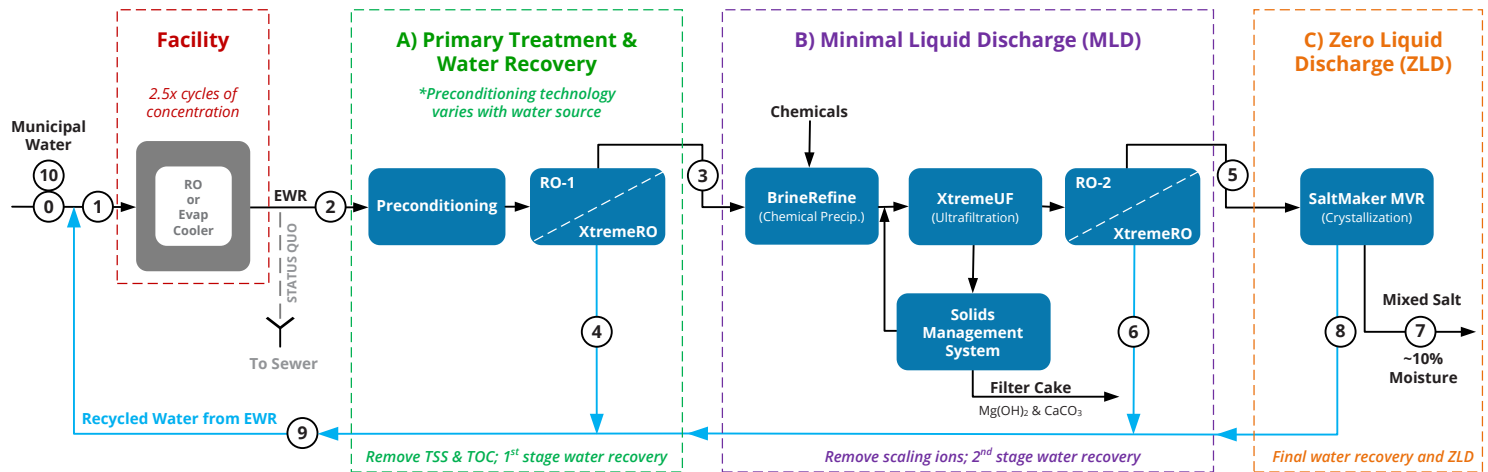 Facility
2.5x cycles of
concentration
Municipal
Water
10
0
1
RO
or
Evap
Cooler
EWR
2
STATUS QUO
To Sewer
A) Primary Treatment &
Water Recovery
*Preconditioning technology
varies with water source
Preconditioning
RO-1
XtremeRO
3
4
B) Minimal Liquid Discharge (MLD)
Chemicals
BrineRefine
(Chemical Precip.)
XtremeUF
(Ultrafiltration)
RO-2
XtremeRO
5
Solids
Management
System
6
Filter Cake
Mg(OH)₂ & CaCO₃
C) Zero Liquid
Discharge (ZLD)
SaltMaker MVR
(Crystallization)
8
Mixed Salt
7
~10%
Moisture
Recycled Water from EWR
9
Remove TSS & TOC; 1st stage water recovery
Remove scaling ions; 2nd stage water recovery
Final water recovery and ZLD